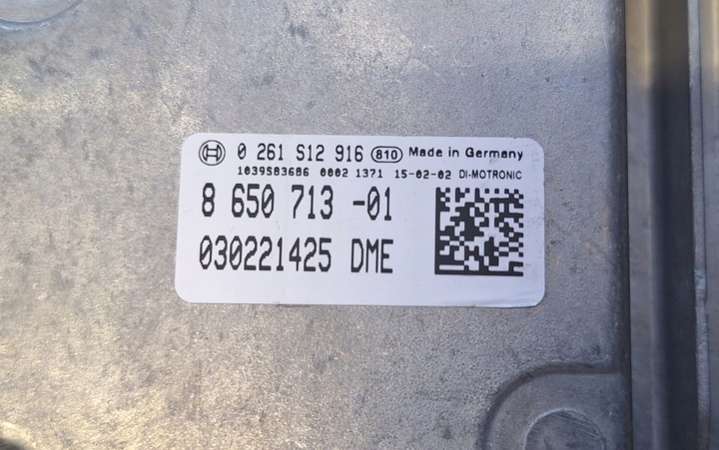 0 261 S12 916 810 Made in Germany
1039S83686 0002 1371 15-02-02 DI-MOTRONIC
8 650 713 -01
030221425 DME